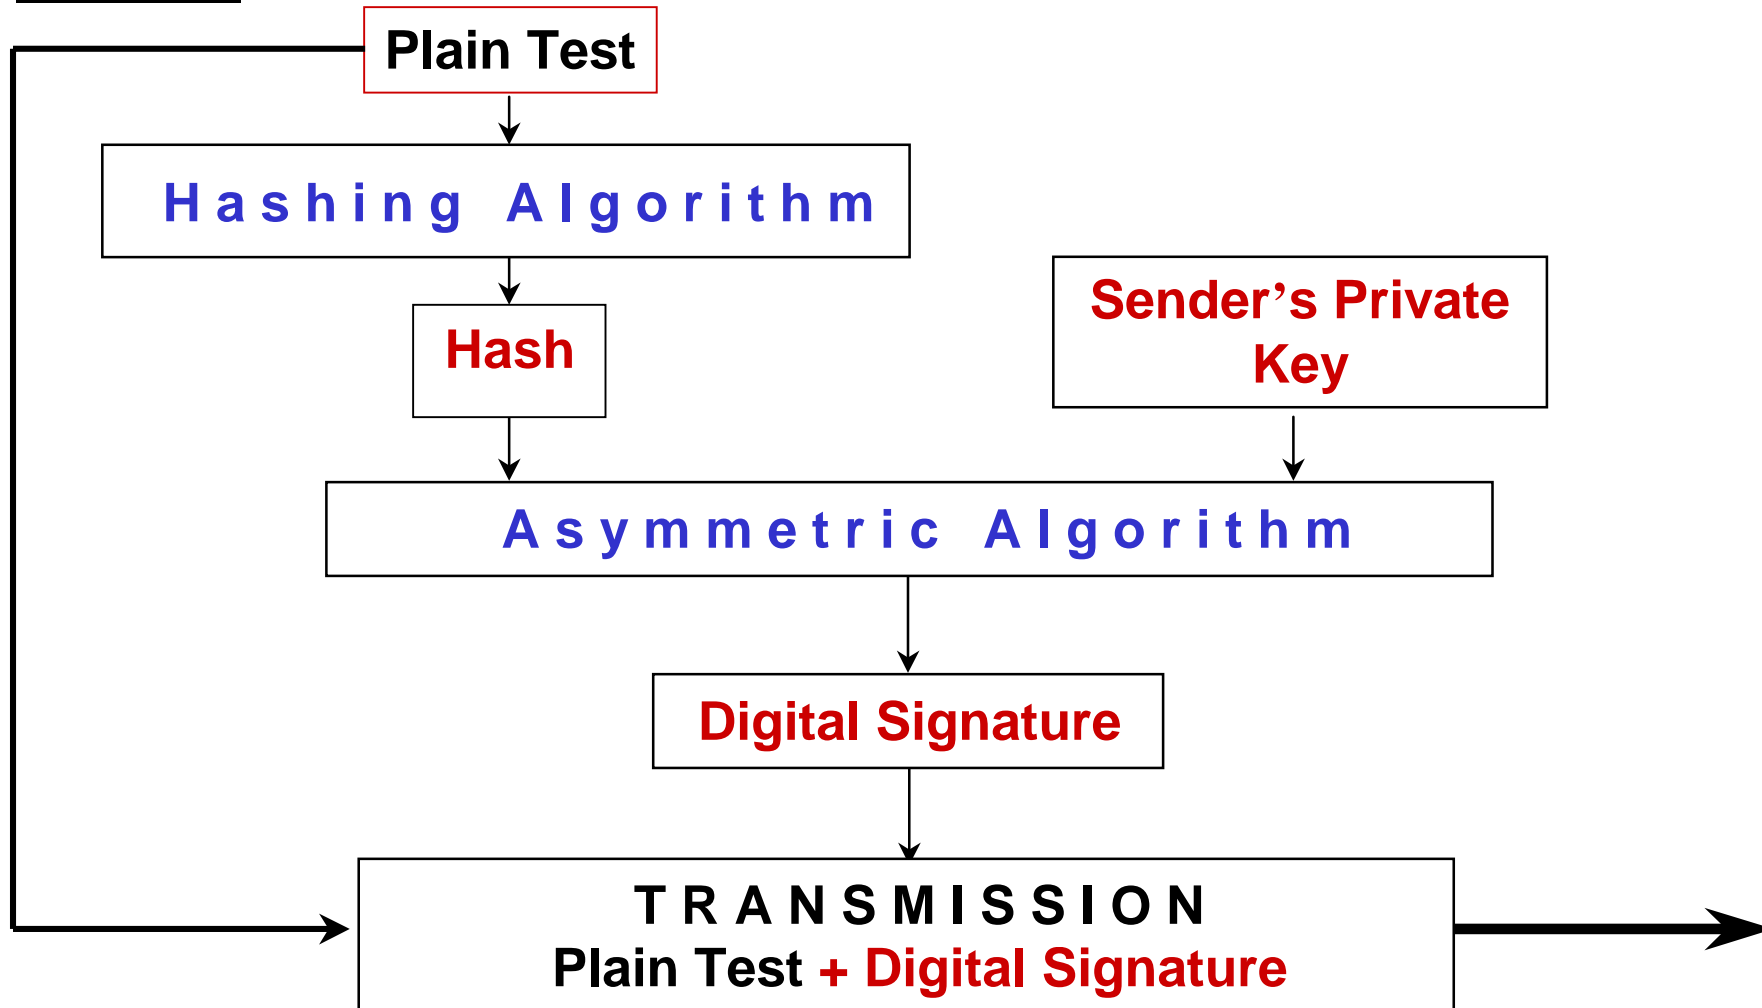 Plain Test
Hashing Algorithm
Sender’s Private
Key
Hash
Asymmetric Algorithm
Digital Signature
TRANSMISSION
Plain Test + Digital Signature